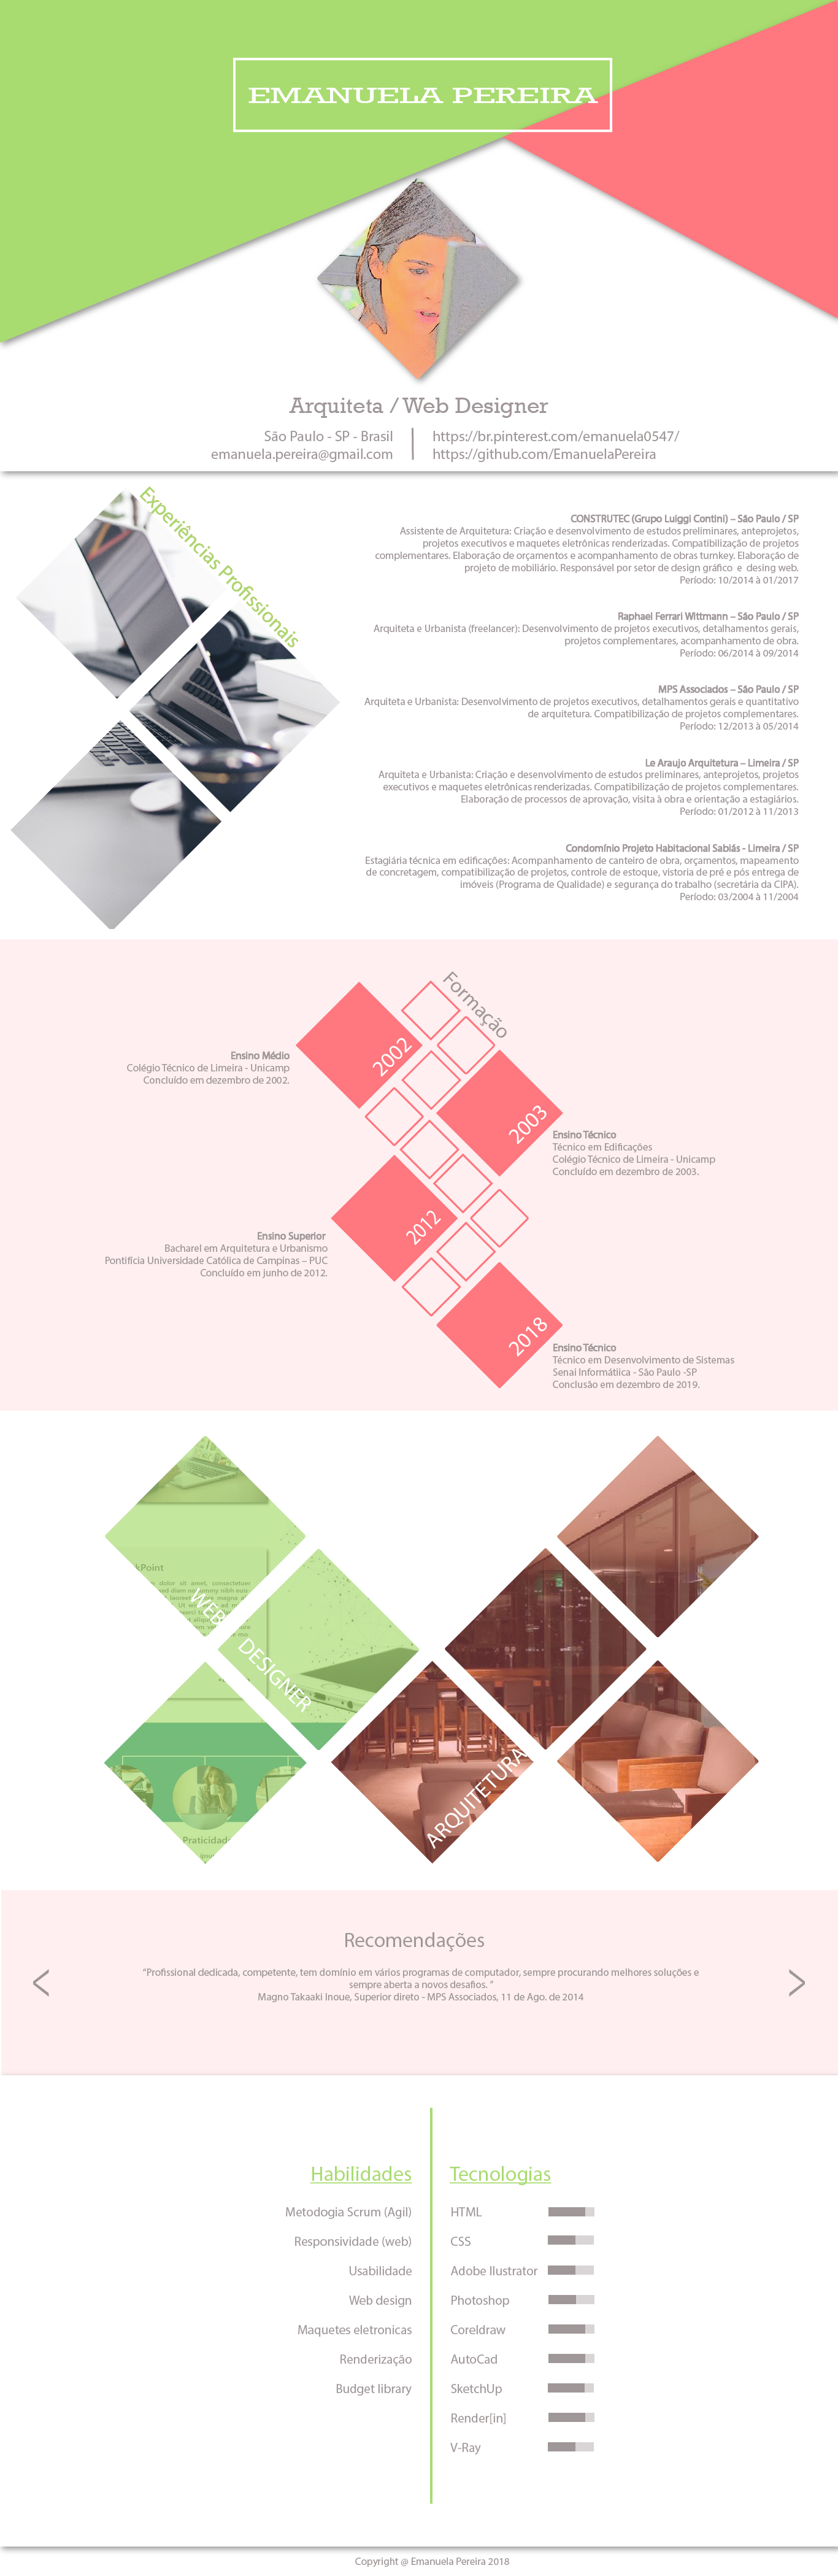 EMANUELA PEREIRA
Arquiteta / Web Designer
São Paulo - SP - Brasil
emanuela.pereira@gmail.com
https://br.pinterest.com/emanuela0547/
https://github.com/EmanuelaPereira
Experiências Profissionais
CONSTRUTEC (Grupo Luiggi Contini) – São Paulo / SP
Assistente de Arquitetura: Criação e desenvolvimento de estudos preliminares, anteprojetos,
projetos executivos e maquetes eletrônicas renderizadas. Compatibilização de projetos
complementares. Elaboração de orçamentos e acompanhamento de obras turnkey. Elaboração de
projeto de mobiliário. Responsável por setor de design gráfico e desing web.
Período: 10/2014 à 01/2017
Raphael Ferrari Wittmann – São Paulo / SP
Arquiteta e Urbanista (freelancer): Desenvolvimento de projetos executivos, detalhamentos gerais,
projetos complementares, acompanhamento de obra.
Período: 06/2014 à 09/2014
MPS Associados – São Paulo / SP
Arquiteta e Urbanista: Desenvolvimento de projetos executivos, detalhamentos gerais e quantitativo
de arquitetura. Compatibilização de projetos complementares.
Período: 12/2013 à 05/2014
Le Araujo Arquitetura – Limeira / SP
Arquiteta e Urbanista: Criação e desenvolvimento de estudos preliminares, anteprojetos, projetos
executivos e maquetes eletrônicas renderizadas. Compatibilização de projetos complementares.
Elaboração de processos de aprovação, visita à obra e orientação a estagiários.
Período: 01/2012 à 11/2013
Condomínio Projeto Habitacional Sabiás - Limeira / SP
Estagiária técnica em edificações: Acompanhamento de canteiro de obra, orçamentos, mapeamento
de concretagem, compatibilização de projetos, controle de estoque, vistoria de pré e pós entrega de
imóveis (Programa de Qualidade) e segurança do trabalho (secretária da CIPA).
Período: 03/2004 à 11/2004
Formação
2002
Ensino Médio
Colégio Técnico de Limeira - Unicamp
Concluído em dezembro de 2002.
2003
Ensino Técnico
Técnico em Edificações
Colégio Técnico de Limeira - Unicamp
Concluído em dezembro de 2003.
2012
Ensino Superior
Bacharel em Arquitetura e Urbanismo
Pontifícia Universidade Católica de Campinas – PUC
Concluído em junho de 2012.
2018
Ensino Técnico
Técnico em Desenvolvimento de Sistemas
Senai Informátiica - São Paulo -SP
Conclusão em dezembro de 2019.
kPoint
dolor sit amet, consectetuer
WEB
DESIGNER
Praticidade
ARQUITETURA
Recomendações
"Profissional dedicada, competente, tem domínio em vários programas de computador, sempre procurando melhores soluções e
sempre aberta a novos desafios. "
Magno Takaaki Inoue, Superior direto - MPS Associados, 11 de Ago. de 2014
Habilidades
Metodogia Scrum (Agil)
Responsividade (web)
Usabilidade
Web design
Maquetes eletronicas
Renderização
Budget library
Tecnologias
HTML
CSS
Adobe Ilustrator
Photoshop
Coreldraw
AutoCad
SketchUp
Render[in]
V-Ray
Copyright @ Emanuela Pereira 2018